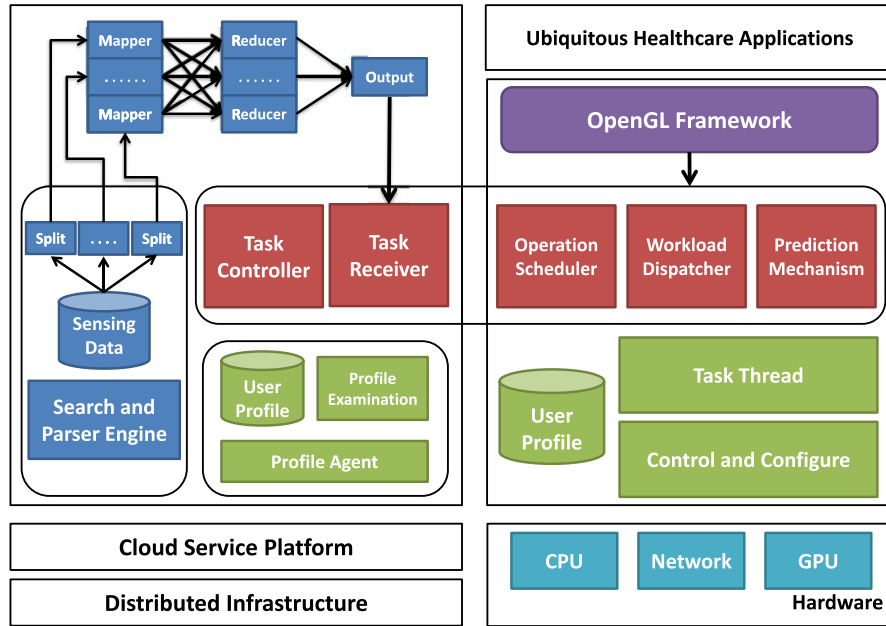 Mapper
......
Mapper
Reducer
......
Reducer
Output
Split
....
Split
Sensing
Data
Search and
Parser Engine
Task
Controller
Task
Receiver
User
Profile
Profile
Examination
Profile Agent
Cloud Service Platform
Distributed Infrastructure
Ubiquitous Healthcare Applications
OpenGL Framework
Operation
Scheduler
Workload
Dispatcher
Prediction
Mechanism
User
Profile
Task Thread
Control and Configure
CPU
Network
GPU
Hardware